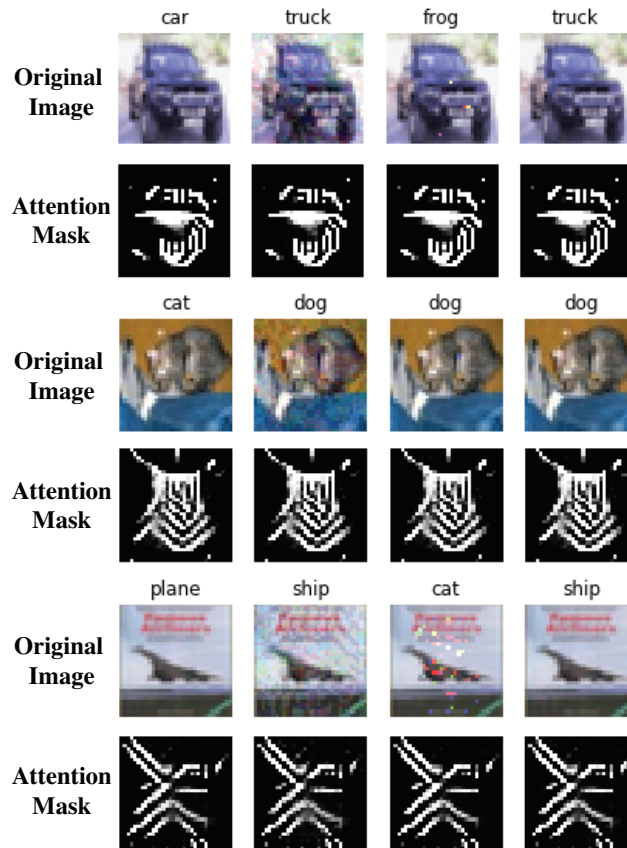 car truck frog truck
Original
Image
Attention
Mask
cat dog dog dog
Original
Image
Attention
Mask
plane ship cat ship
Original
Image
Attention
Mask